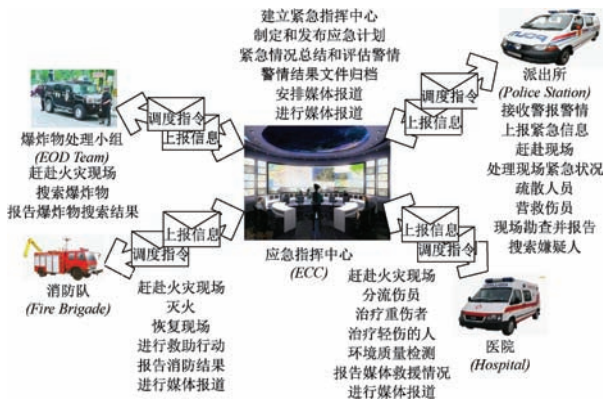 建立紧急指挥中心
制定和发布应急计划
紧急情况总结和评估警情
警情结果文件归档
安排媒体报道
进行媒体报道
调度指令
上报信息
爆炸物处理小组
(EOD Team)
赶赴火灾现场
搜索爆炸物
报告爆炸物搜索结果
调度指令
上报信息
派出所
(Police Station)
接收警报警情
上报紧急信息
赶赴现场
处理现场紧急状况
疏散人员
营救伤员
现场勘查并报告
搜索嫌疑人
应急指挥中心
(ECC)
上报信息
调度指令
消防队
(Fire Brigade)
赶赴火灾现场
灭火
恢复现场
进行救助行动
报告消防结果
进行媒体报道
上报信息
调度指令
医院
(Hospital)
赶赴火灾现场
分流伤员
治疗重伤者
治疗轻伤的人
环境质量检测
报告媒体救援情况
进行媒体报道